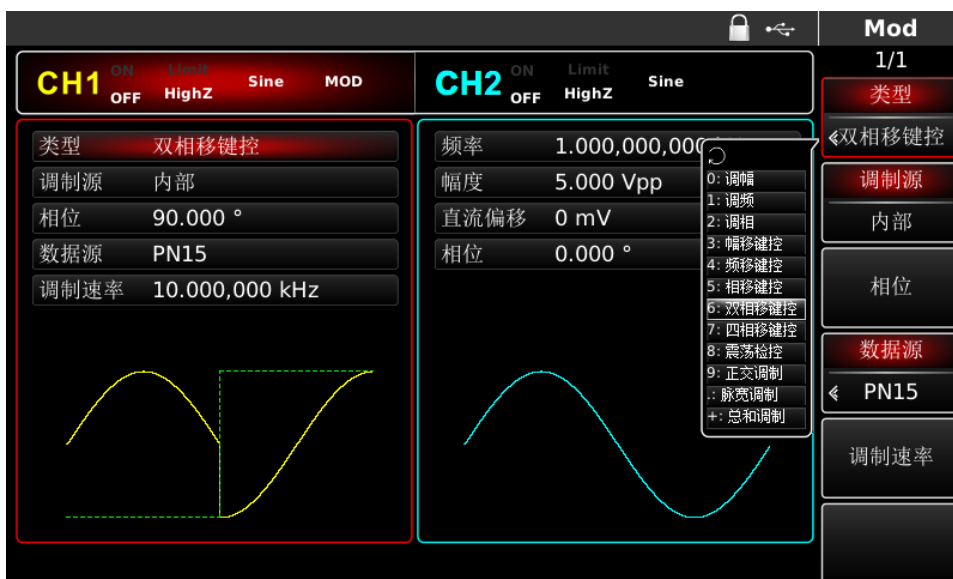 Mod
1/1
CH1 ON OFF Limit HighZ Sine MOD
CH2 ON OFF Limit HighZ Sine
类型 双相移键控
调制源 内部
相位 90.000 °
数据源 PN15
调制速率 10.000,000 kHz
频率 1.000,000,000
幅度 5.000 Vpp
直流偏移 0 mV
相位 0.000 °
0: 调幅
1: 调频
2: 调相
3: 幅移键控
4: 频移键控
5: 相移键控
6: 双相移键控
7: 四相移键控
8: 震荡检控
9: 正交调制
.: 脉宽调制
+: 总和调制
类型
双相移键控
调制源
内部
相位
数据源
PN15
调制速率